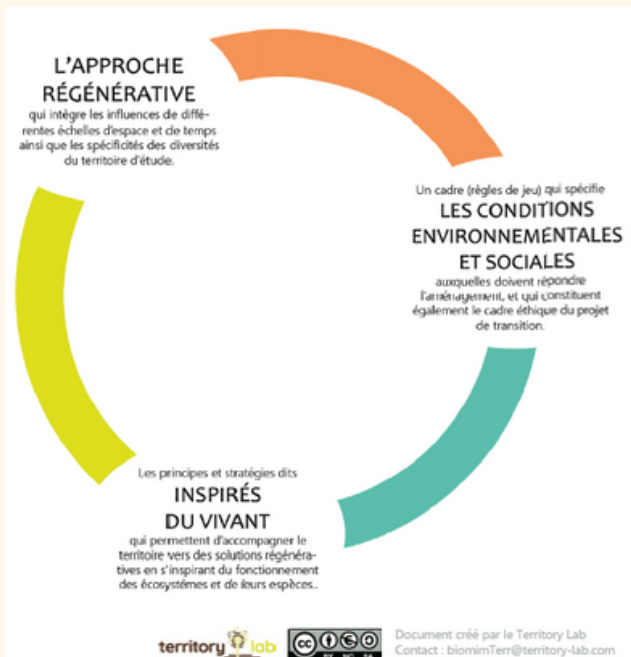 L'APPROCHE
RÉGÉNÉRATIVE
qui intègre les influences de diffé-
rentes échelles d'espace et de temps
ainsi que les spécificités des diversités
du territoire d'étude.
Un cadre (règles de jeu) qui spécifie
LES CONDITIONS
ENVIRONNEMENTALES
ET SOCIALES
auxquelles doivent répondre
l'aménagement, et qui constituent
également le cadre éthique du projet
de transition.
Les principes et stratégies dits
INSPIRÉS
DU VIVANT
qui permettent d'accompagner le
territoire vers des solutions régénéra-
tives en s'inspirant du fonctionnement
des écosystèmes et de leurs espèces..
territory lab
cc
BY NC SA
Document créé par le Territory Lab
Contact : biomimTerr@territory-lab.com